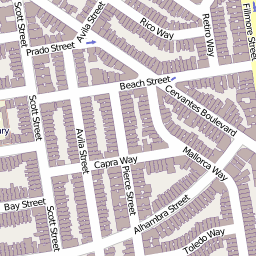 Scott Street
Avila Street
Rico Way
Retiro Way
Fillmore Street
Prado Street
Beach Street
Cervantes Boulevard
Scott Street
Avila Street
Mallorca Way
Capra Way
Pierce Street
Bay Street
Scott Street
Alhambra Street
Toledo Way